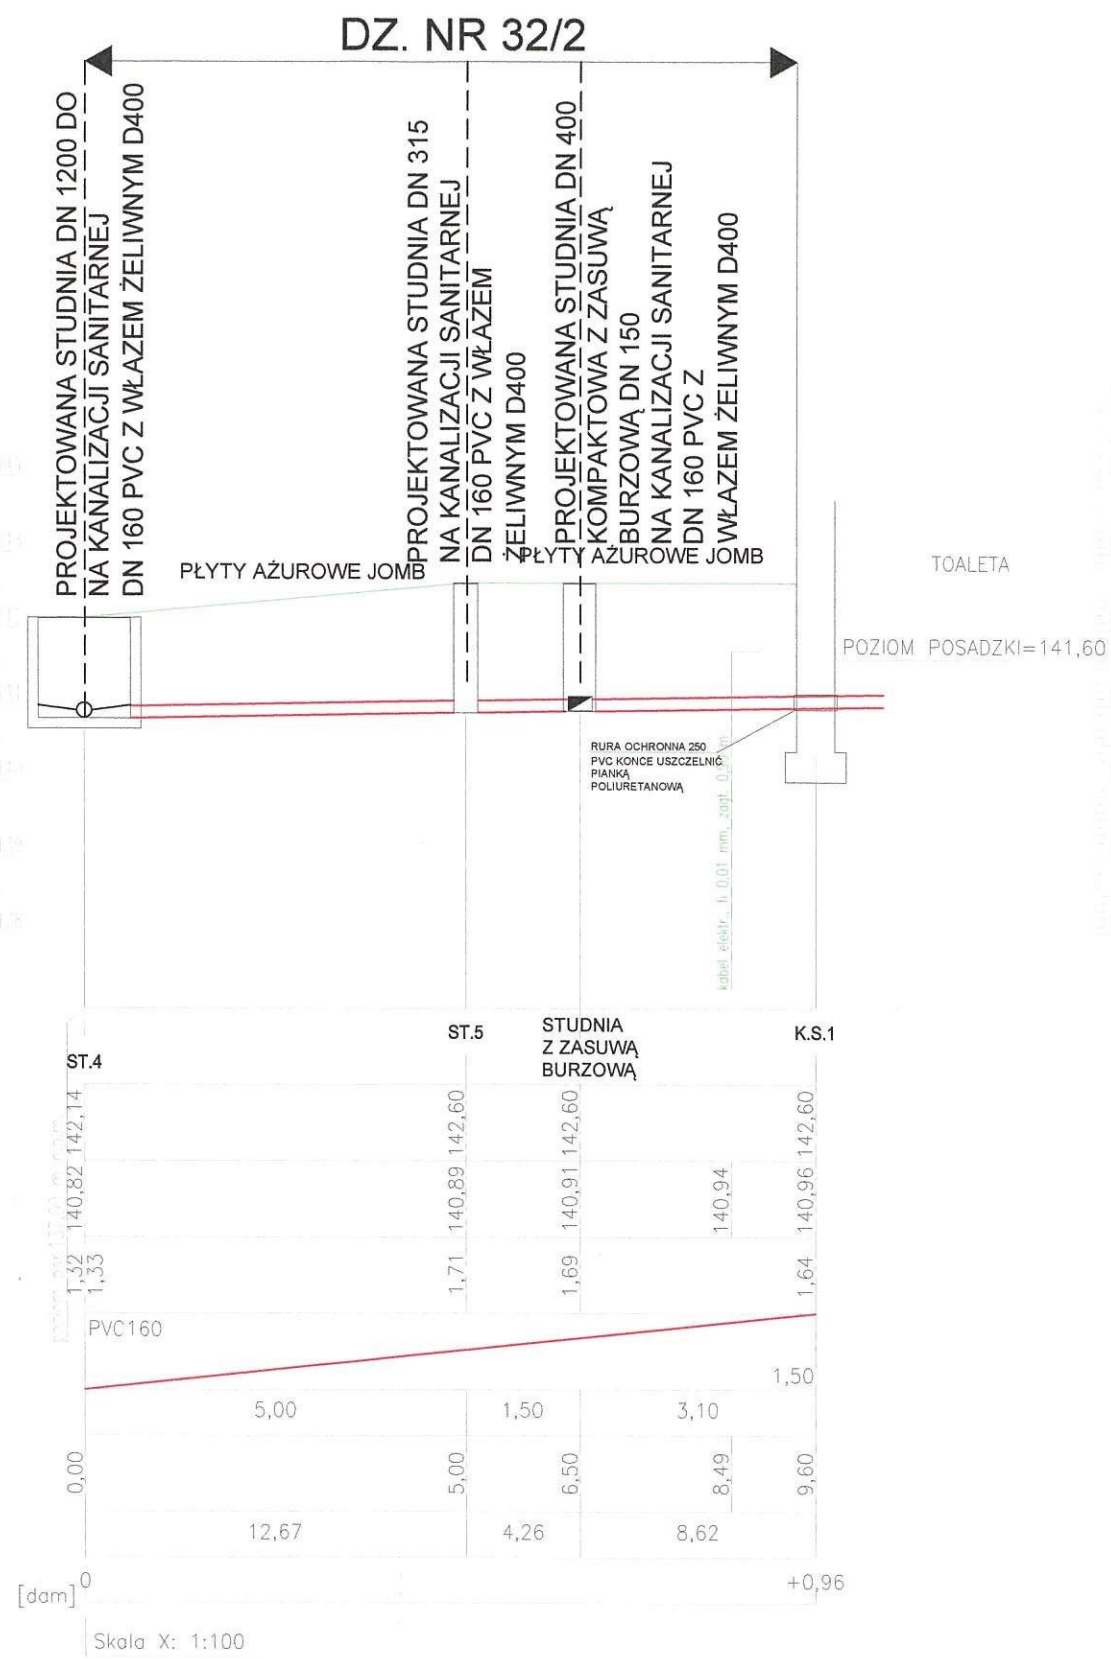 DZ. NR 32/2
PROJEKTOWANA STUDNIA DN 1200 DO
NA KANALIZACJI SANITARNEJ
DN 160 PVC Z WŁAZEM ŻELIWNYM D400
PROJEKTOWANA STUDNIA DN 315
NA KANALIZACJI SANITARNEJ
DN 160 PVC Z WŁAZEM
ŻELIWNYM D400
PROJEKTOWANA STUDNIA DN 400
KOMPAKTOWA Z ZASUWĄ
BURZOWĄ DN 150
NA KANALIZACJI SANITARNEJ
DN 160 PVC Z
WŁAZEM ŻELIWNYM D400
PŁYTY AŻUROWE JOMB
PŁYTY AŻUROWE JOMB
TOALETA
POZIOM POSADZKI=141,60
RURA OCHRONNA 250
PVC KONCE USZCZELNIĆ
PIANKĄ
POLIURETANOWĄ
kabel elektr., fi 0.01 mm, zagł.
ST.4
ST.5
STUDNIA
Z ZASUWĄ
BURZOWĄ
K.S.1
142,14
142,60
142,60
142,60
140,82
140,89
140,91
140,94
140,96
1,32
1,33
1,71
1,69
1,64
PVC160
1,50
5,00
1,50
3,10
0,00
5,00
6,50
8,49
9,60
12,67
4,26
8,62
[dam]
0
+0,96
Skala X: 1:100